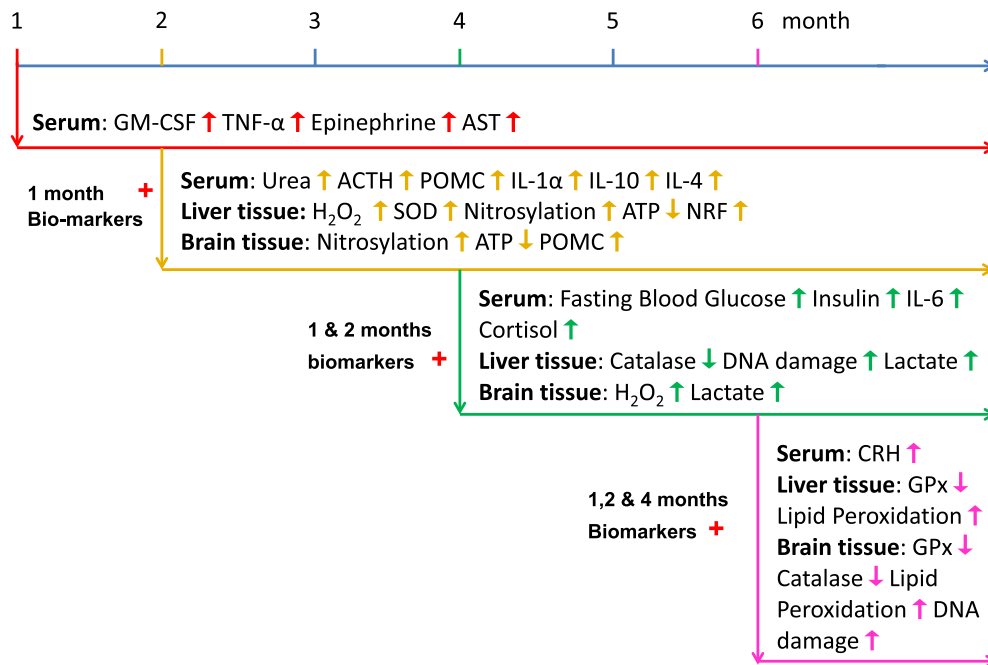 1 2 3 4 5 6 month
Serum: GM-CSF ↑ TNF-α ↑ Epinephrine ↑ AST ↑
1 month +
Bio-markers
Serum: Urea ↑ ACTH ↑ POMC ↑ IL-1α ↑ IL-10 ↑ IL-4 ↑
Liver tissue: H₂O₂ ↑ SOD ↑ Nitrosylation ↑ ATP ↓ NRF ↑
Brain tissue: Nitrosylation ↑ ATP ↓ POMC ↑
1 & 2 months
biomarkers +
Serum: Fasting Blood Glucose ↑ Insulin ↑ IL-6 ↑
Cortisol ↑
Liver tissue: Catalase ↓ DNA damage ↑ Lactate ↑
Brain tissue: H₂O₂ ↑ Lactate ↑
1,2 & 4 months
Biomarkers +
Serum: CRH ↑
Liver tissue: GPx ↓
Lipid Peroxidation ↑
Brain tissue: GPx ↓
Catalase ↓ Lipid
Peroxidation ↑ DNA
damage ↑